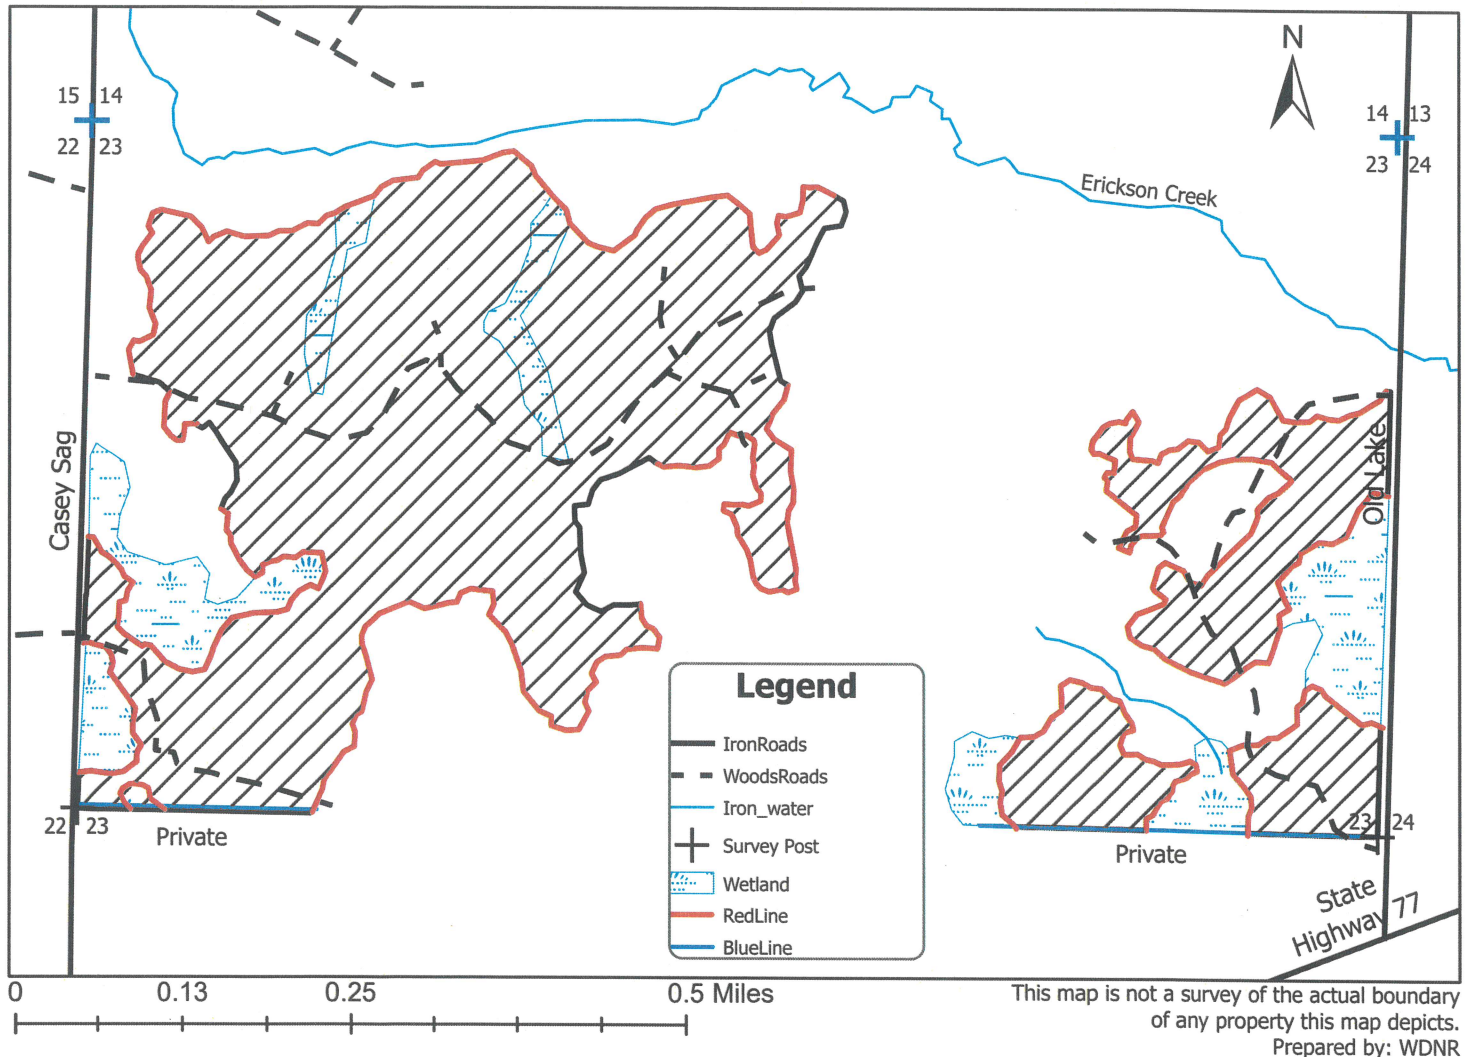 N
15 14
22 23
14 13
23 24
Erickson Creek
Casey Sag
Old Lake
Legend
IronRoads
WoodsRoads
Iron_water
Survey Post
Wetland
RedLine
BlueLine
22 23
Private
Private
23 24
State
Highway 77
0 0.13 0.25 0.5 Miles
This map is not a survey of the actual boundary
of any property this map depicts.
Prepared by: WDNR